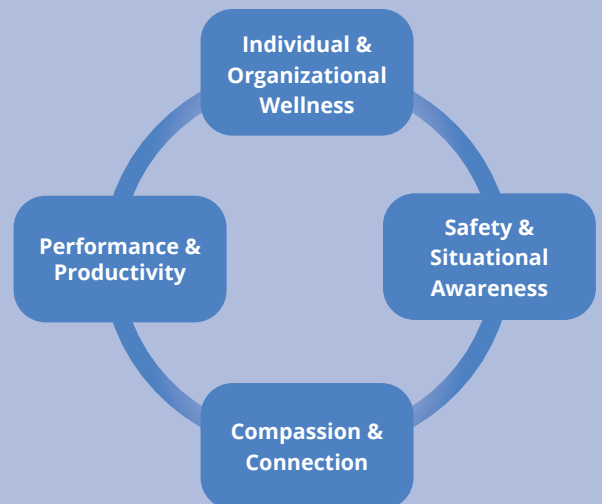 Individual &
Organizational
Wellness
Safety &
Situational
Awareness
Performance &
Productivity
Compassion &
Connection